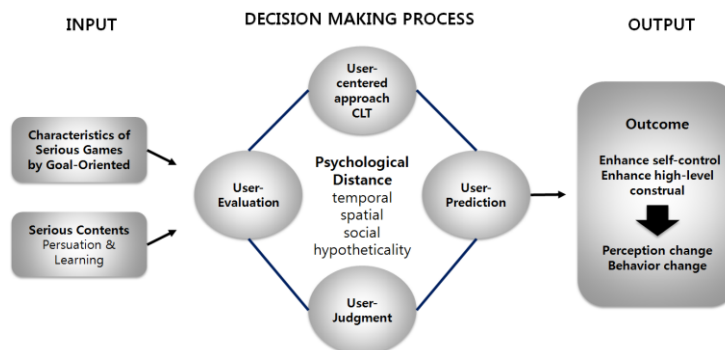 INPUT
DECISION MAKING PROCESS
OUTPUT
Characteristics of
Serious Games
by Goal-Oriented
Serious Contents
Persuation &
Learning
User-
centered
approach
CLT
User-
Evaluation
Psychological
Distance
temporal
spatial
social
hypotheticality
User-
Prediction
User-
Judgment
Outcome
Enhance self-control
Enhance high-level
construal
Perception change
Behavior change